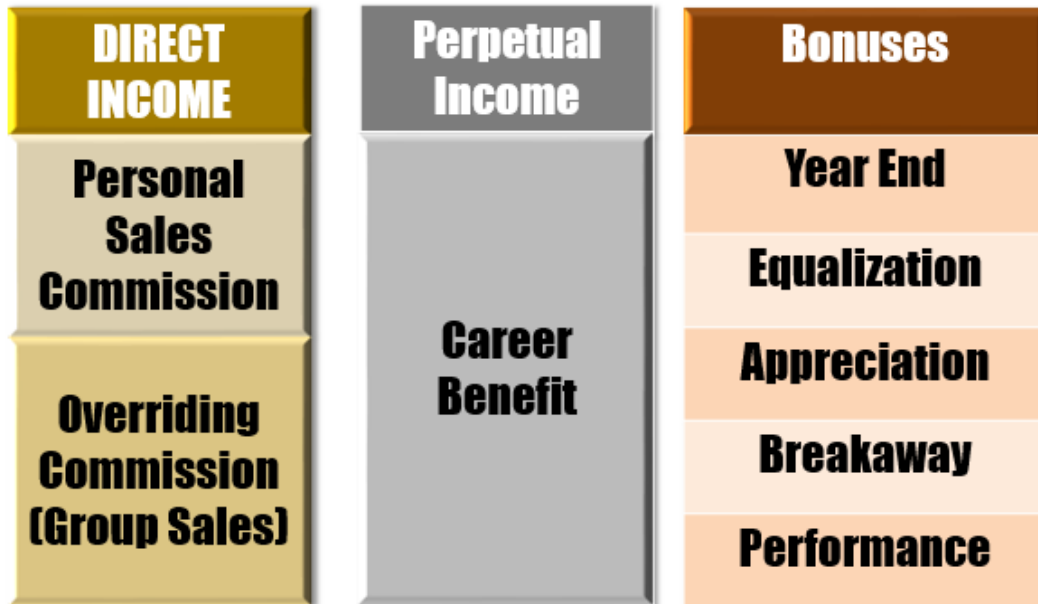 DIRECT
INCOME
Personal
Sales
Commission
Overriding
Commission
(Group Sales)
Perpetual
Income
Career
Benefit
Bonuses
Year End
Equalization
Appreciation
Breakaway
Performance